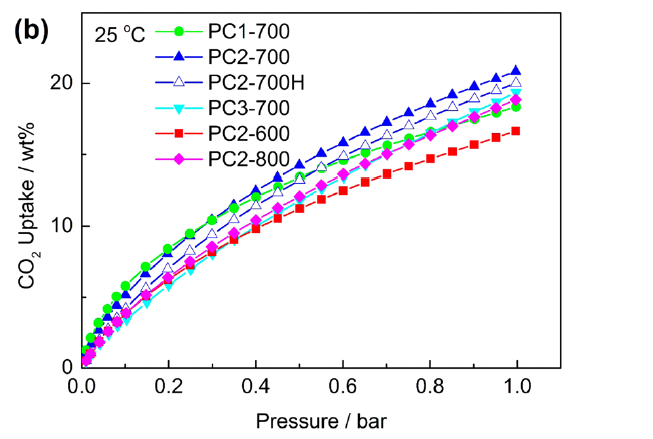 (b)
25 °C
PC1-700
PC2-700
PC2-700H
PC3-700
PC2-600
PC2-800
CO₂ Uptake / wt%
20
10
0
0.0 0.2 0.4 0.6 0.8 1.0
Pressure / bar